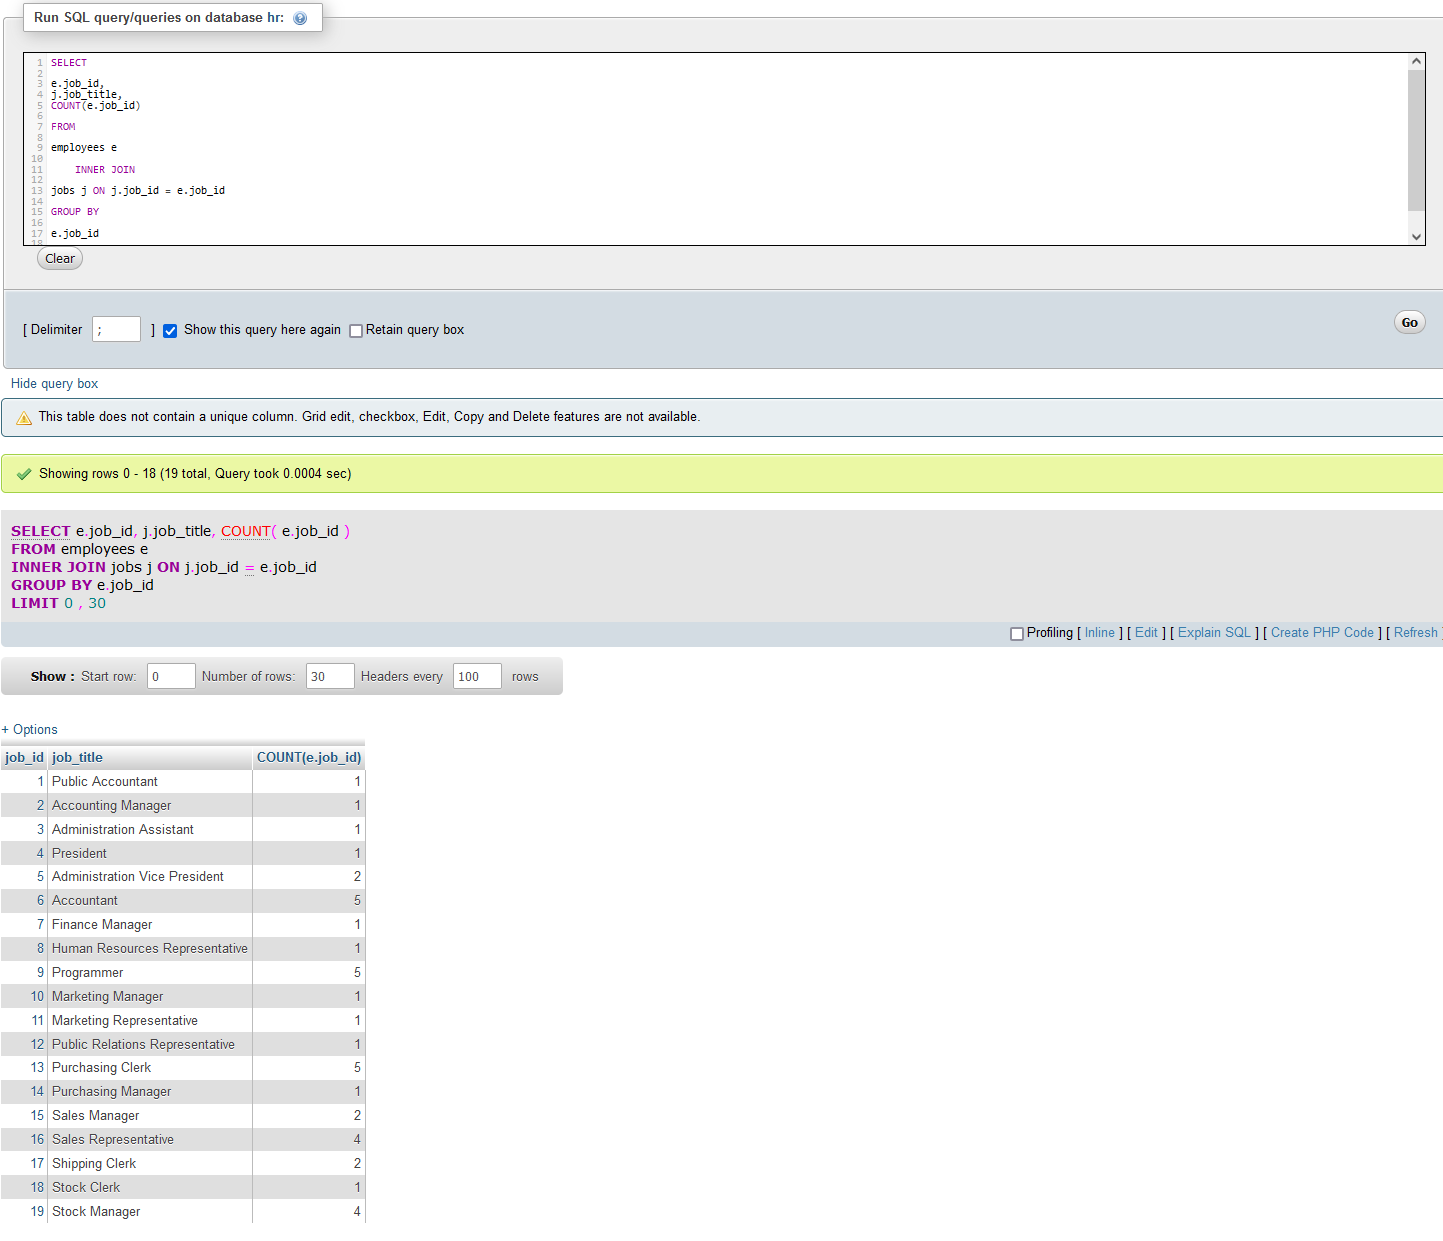 Run SQL query/queries on database hr:
1 SELECT
2
3 e.job_id,
4 j.job_title,
5 COUNT(e.job_id)
6
7 FROM
8
9 employees e
10
11 INNER JOIN
12
13 jobs j ON j.job_id = e.job_id
14
15 GROUP BY
16
17 e.job_id
18
Clear
[ Delimiter ; ] Show this query here again Retain query box
Go
Hide query box
This table does not contain a unique column. Grid edit, checkbox, Edit, Copy and Delete features are not available.
Showing rows 0 - 18 (19 total, Query took 0.0004 sec)
SELECT e.job_id, j.job_title, COUNT( e.job_id )
FROM employees e
INNER JOIN jobs j ON j.job_id = e.job_id
GROUP BY e.job_id
LIMIT 0 , 30
Profiling [ Inline ] [ Edit ] [ Explain SQL ] [ Create PHP Code ] [ Refresh ]
Show : Start row: 0 Number of rows: 30 Headers every 100 rows
+ Options
job_id job_title COUNT(e.job_id)
1 Public Accountant 1
2 Accounting Manager 1
3 Administration Assistant 1
4 President 1
5 Administration Vice President 2
6 Accountant 5
7 Finance Manager 1
8 Human Resources Representative 1
9 Programmer 5
10 Marketing Manager 1
11 Marketing Representative 1
12 Public Relations Representative 1
13 Purchasing Clerk 5
14 Purchasing Manager 1
15 Sales Manager 2
16 Sales Representative 4
17 Shipping Clerk 2
18 Stock Clerk 1
19 Stock Manager 4